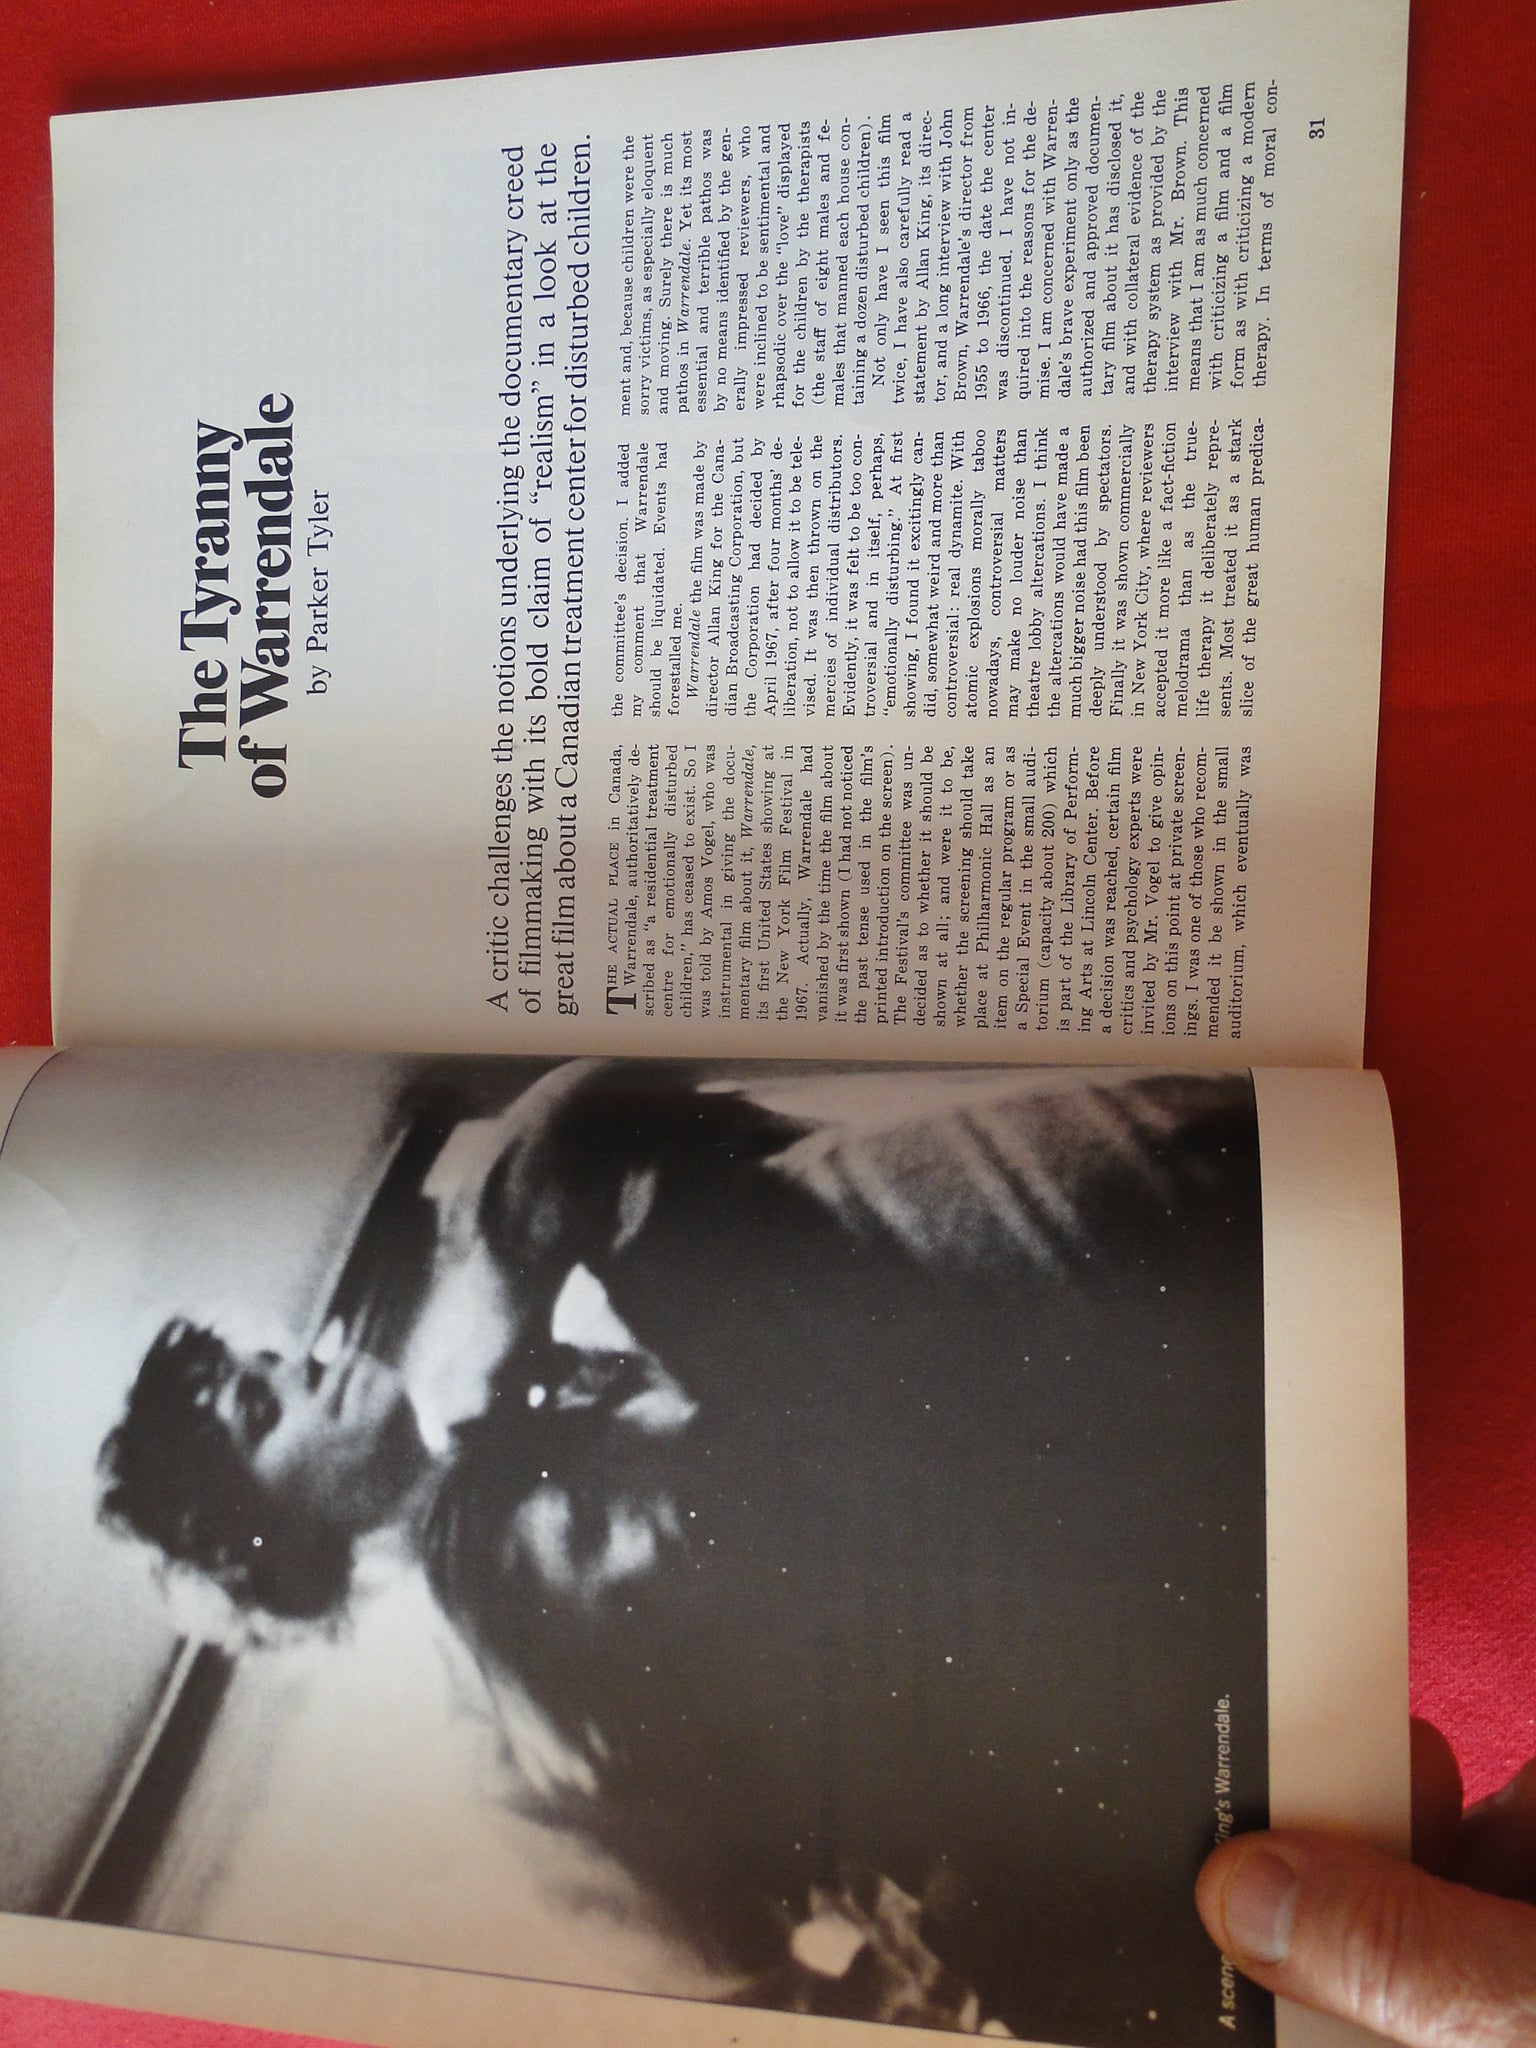 The Tyranny
of Warrendale
by Parker Tyler
A critic challenges the notions underlying the documentary creed
of filmmaking with its bold claim of “realism” in a look at the
great film about a Canadian treatment center for disturbed children.
THE ACTUAL PLACE in Canada,
Warrendale, authoritatively de-
scribed as “a residential treatment
centre for emotionally disturbed
children,” has ceased to exist. So I
was told by Amos Vogel, who was
instrumental in giving the docu-
mentary film about it, Warrendale,
its first United States showing at
the New York Film Festival in
1967. Actually, Warrendale had
vanished by the time the film about
it was first shown (I had not noticed
the past tense used in the film’s
printed introduction on the screen).
The Festival’s committee was un-
decided as to whether it should be
shown at all; and were it to be,
whether the screening should take
place at Philharmonic Hall as an
item on the regular program or as
a Special Event in the small audi-
torium (capacity about 200) which
is part of the Library of Perform-
ing Arts at Lincoln Center. Before
a decision was reached, certain film
critics and psychology experts were
invited by Mr. Vogel to give opin-
ions on this point at private screen-
ings. I was one of those who recom-
mended it be shown in the small
auditorium, which eventually was
the committee’s decision. I added
my comment that Warrendale
should be liquidated. Events had
forestalled me.
Warrendale the film was made by
director Allan King for the Cana-
dian Broadcasting Corporation, but
the Corporation had decided by
April 1967, after four months’ de-
liberation, not to allow it to be tele-
vised. It was then thrown on the
mercies of individual distributors.
Evidently, it was felt to be too con-
troversial and in itself, perhaps,
“emotionally disturbing.” At first
showing, I found it excitingly can-
did, somewhat weird and more than
controversial: real dynamite. With
atomic explosions morally taboo
nowadays, controversial matters
may make no louder noise than
theatre lobby altercations. I think
the altercations would have made a
much bigger noise had this film been
deeply understood by spectators.
Finally it was shown commercially
in New York City, where reviewers
accepted it more like a fact-fiction
melodrama than as the true-
life therapy it deliberately repre-
sents. Most treated it as a stark
slice of the great human predica-
ment and, because children were the
sorry victims, as especially eloquent
and moving. Surely there is much
pathos in Warrendale. Yet its most
essential and terrible pathos was
by no means identified by the gen-
erally impressed reviewers, who
were inclined to be sentimental and
rhapsodic over the “love” displayed
for the children by the therapists
(the staff of eight males and fe-
males that manned each house con-
taining a dozen disturbed children).
Not only have I seen this film
twice, I have also carefully read a
statement by Allan King, its direc-
tor, and a long interview with John
Brown, Warrendale’s director from
1955 to 1966, the date the center
was discontinued. I have not in-
quired into the reasons for the de-
mise. I am concerned with Warren-
dale’s brave experiment only as the
authorized and approved documen-
tary film about it has disclosed it,
and with collateral evidence of the
therapy system as provided by the
interview with Mr. Brown. This
means that I am as much concerned
with criticizing a film and a film
form as with criticizing a modern
therapy. In terms of moral con-
31
A scene King’s Warrendale.